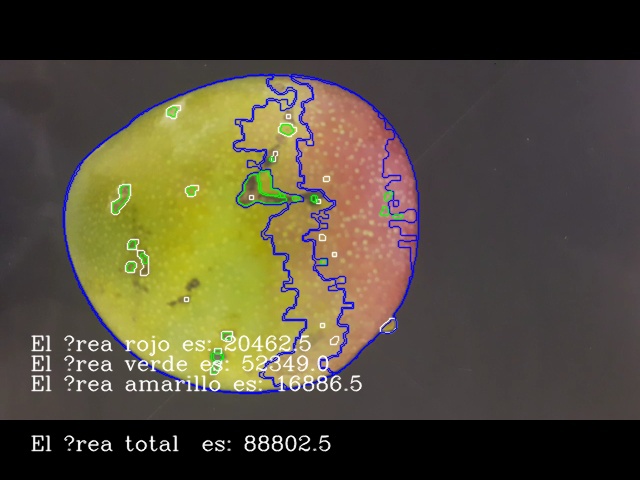 El ?rea rojo es: 20462.5
El ?rea verde es: 52349.0
El ?rea amarillo es: 16886.5
El ?rea total  es: 88802.5